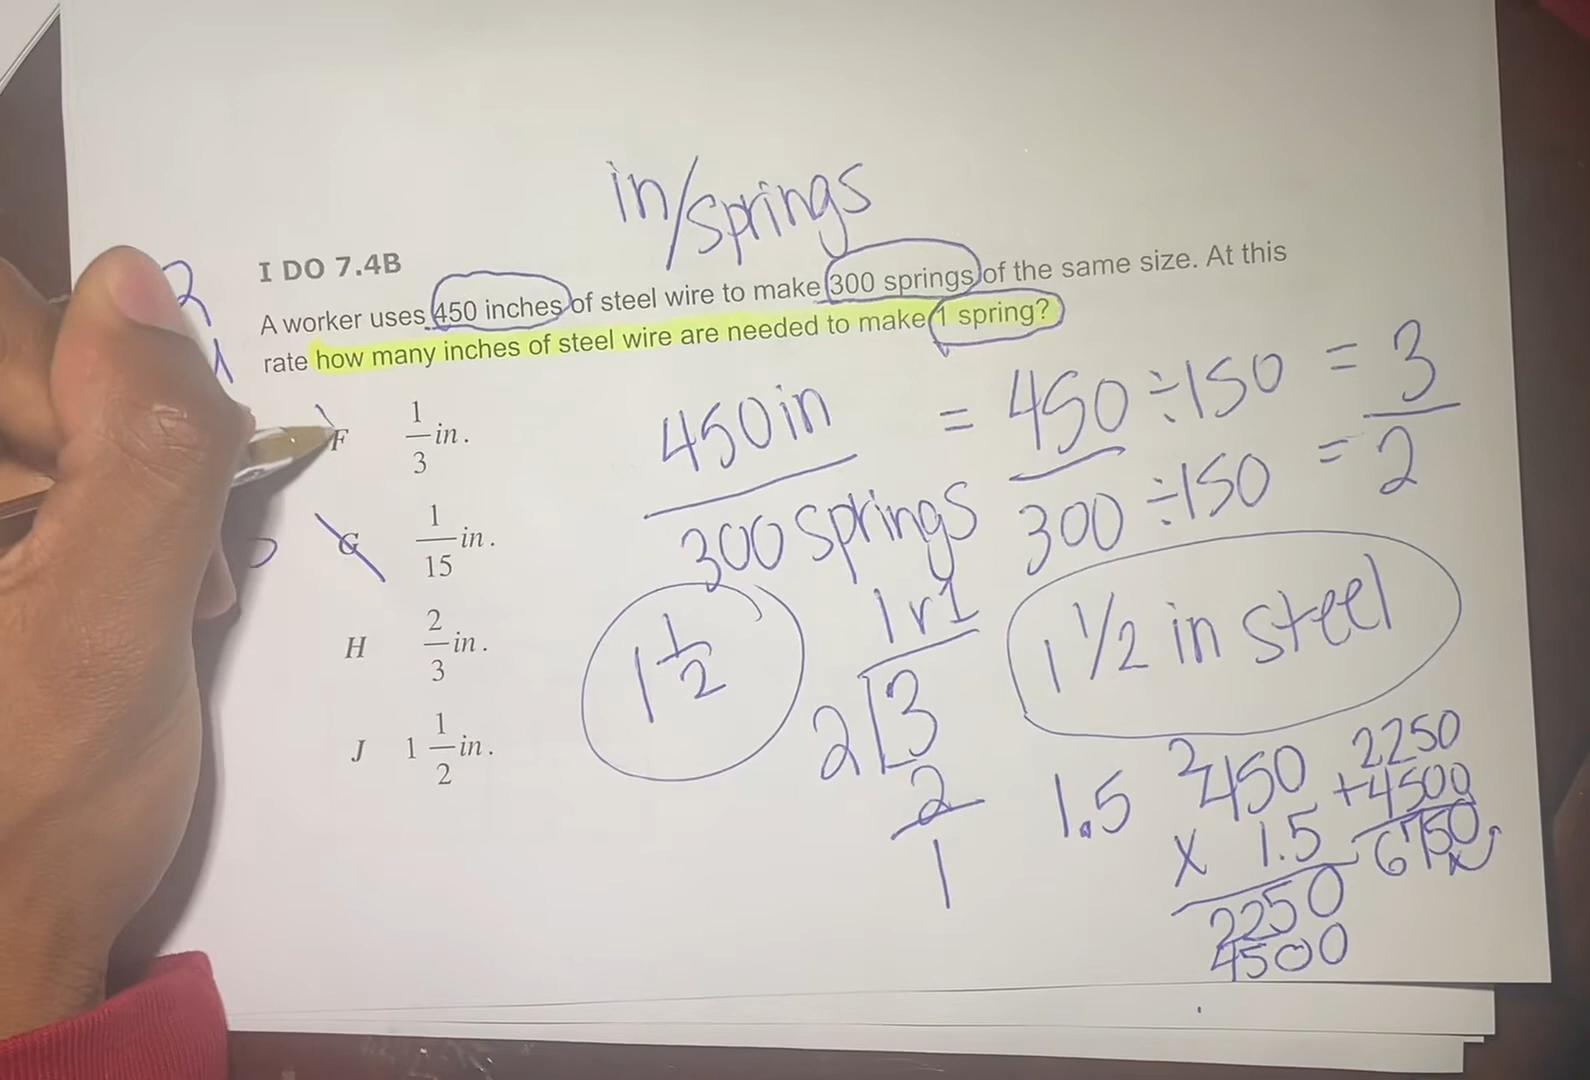 in/springs
I DO 7.4B
A worker uses 450 inches of steel wire to make 300 springs of the same size. At this
rate how many inches of steel wire are needed to make 1 spring?
F 1/3 in.
G 1/15 in.
H 2/3 in.
J 1 1/2 in.
450in = 450 ÷150 = 3
300 springs 300 ÷150 = 2
1 1/2
1 r1
2 3
2
1
1 1/2 in steel
1.5
2
450
x 1.5
2250
4500
2250
+4500
6750